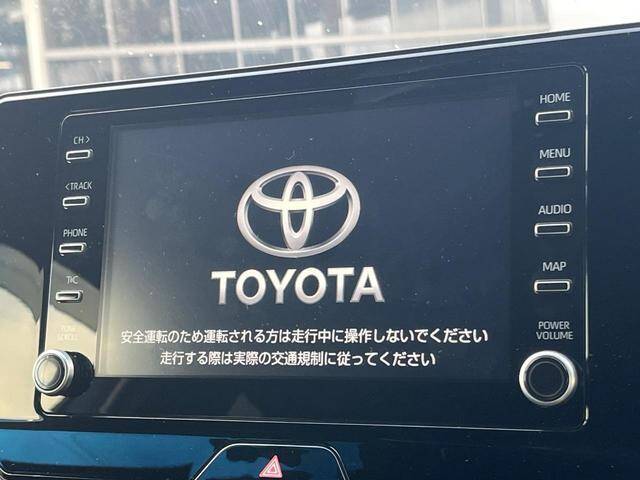 CH>
<TRACK
PHONE
T·C
TUNE
SCROLL
TOYOTA
安全運転のため運転される方は走行中に操作しないでください
走行する際は実際の交通規制に従ってください
HOME
MENU
AUDIO
MAP
POWER
VOLUME